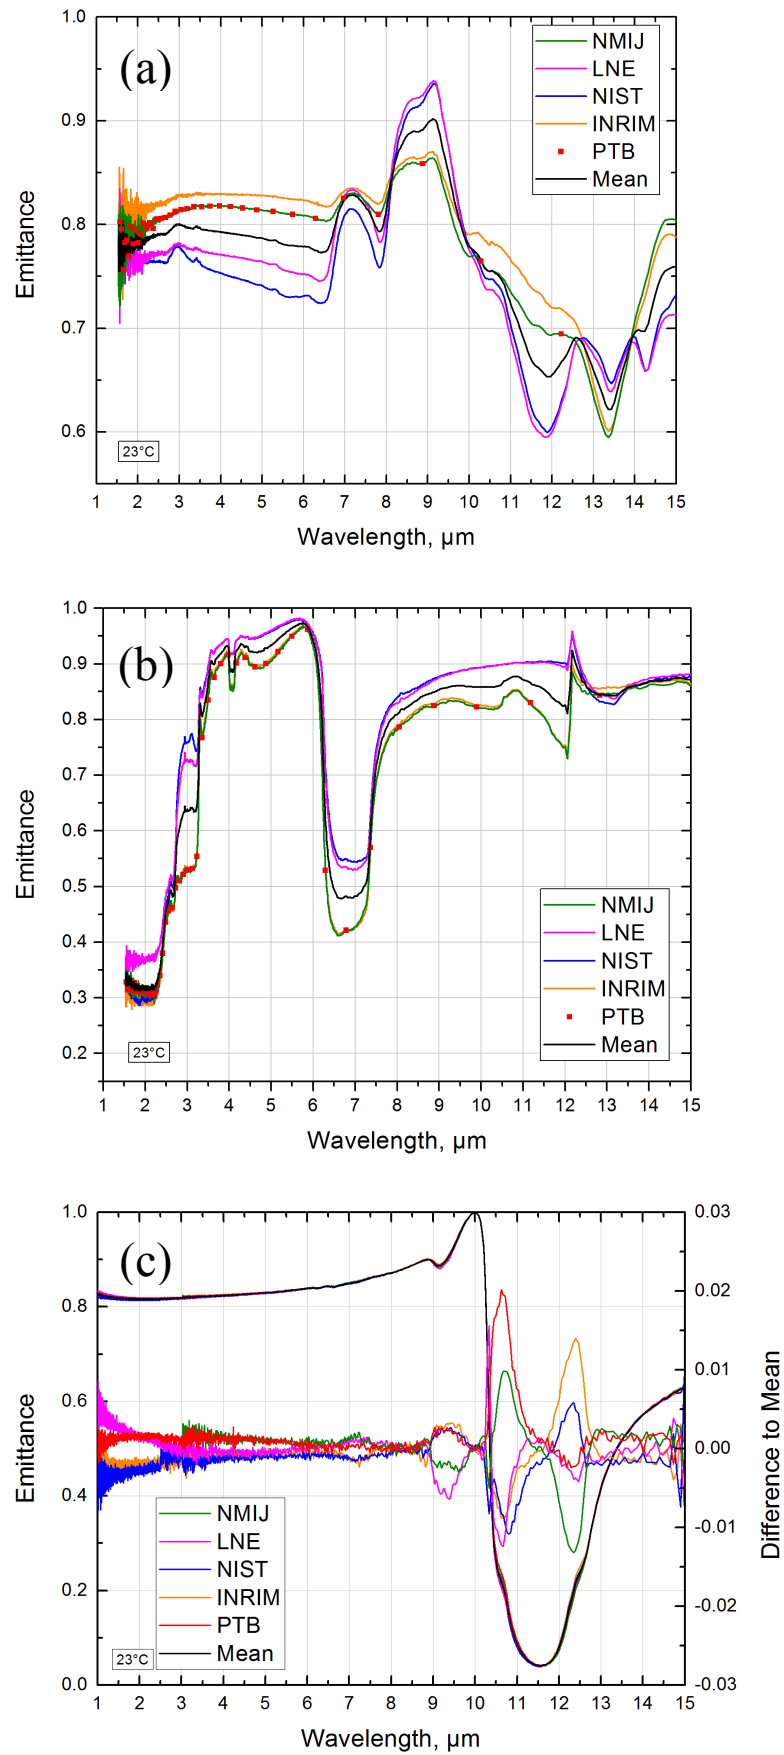 (a)
1.0
0.9
0.8
0.7
0.6
Emittance
NMIJ
LNE
NIST
INRIM
PTB
Mean
23°C
1 2 3 4 5 6 7 8 9 10 11 12 13 14 15
Wavelength, µm
(b)
1.0
0.9
0.8
0.7
0.6
0.5
0.4
0.3
0.2
Emittance
NMIJ
LNE
NIST
INRIM
PTB
Mean
23°C
1 2 3 4 5 6 7 8 9 10 11 12 13 14 15
Wavelength, µm
(c)
1.0
0.8
0.6
0.4
0.2
0.0
Emittance
0.03
0.02
0.01
0.00
-0.01
-0.02
-0.03
Difference to Mean
NMIJ
LNE
NIST
INRIM
PTB
Mean
23°C
1 2 3 4 5 6 7 8 9 10 11 12 13 14 15
Wavelength, µm